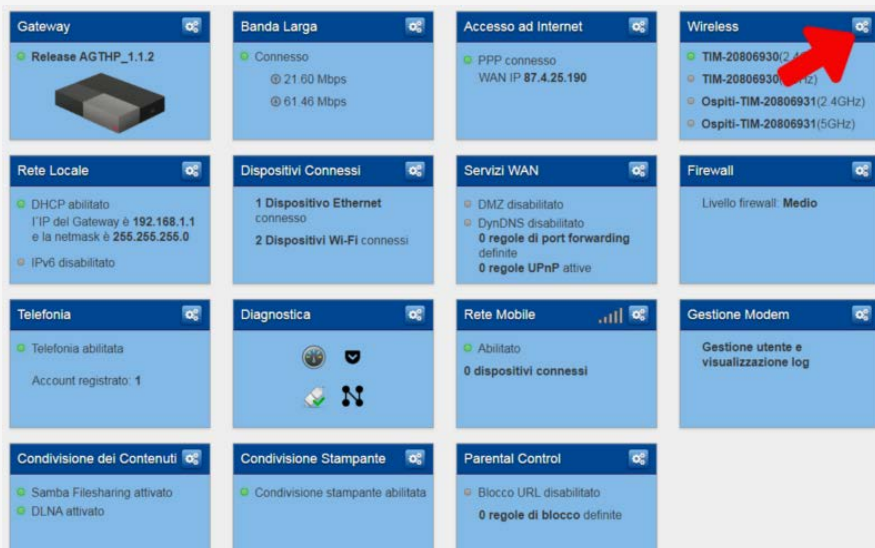 Gateway
Release AGTHP_1.1.2
Banda Larga
Connesso
21.60 Mbps
61.46 Mbps
Accesso ad Internet
PPP connesso
WAN IP 87.4.25.190
Wireless
TIM-20806930(2.4
TIM-20806930
Ospiti-TIM-20806931(2.4GHz)
Ospiti-TIM-20806931(5GHz)
Rete Locale
DHCP abilitato
l'IP del Gateway è 192.168.1.1
e la netmask è 255.255.255.0
IPv6 disabilitato
Dispositivi Connessi
1 Dispositivo Ethernet
connesso
2 Dispositivi Wi-Fi connessi
Servizi WAN
DMZ disabilitato
DynDNS disabilitato
0 regole di port forwarding
definite
0 regole UPnP attive
Firewall
Livello firewall: Medio
Telefonia
Telefonia abilitata
Account registrato: 1
Diagnostica
Rete Mobile
Abilitato
0 dispositivi connessi
Gestione Modem
Gestione utente e
visualizzazione log
Condivisione dei Contenuti
Samba Filesharing attivato
DLNA attivato
Condivisione Stampante
Condivisione stampante abilitata
Parental Control
Blocco URL disabilitato
0 regole di blocco definite